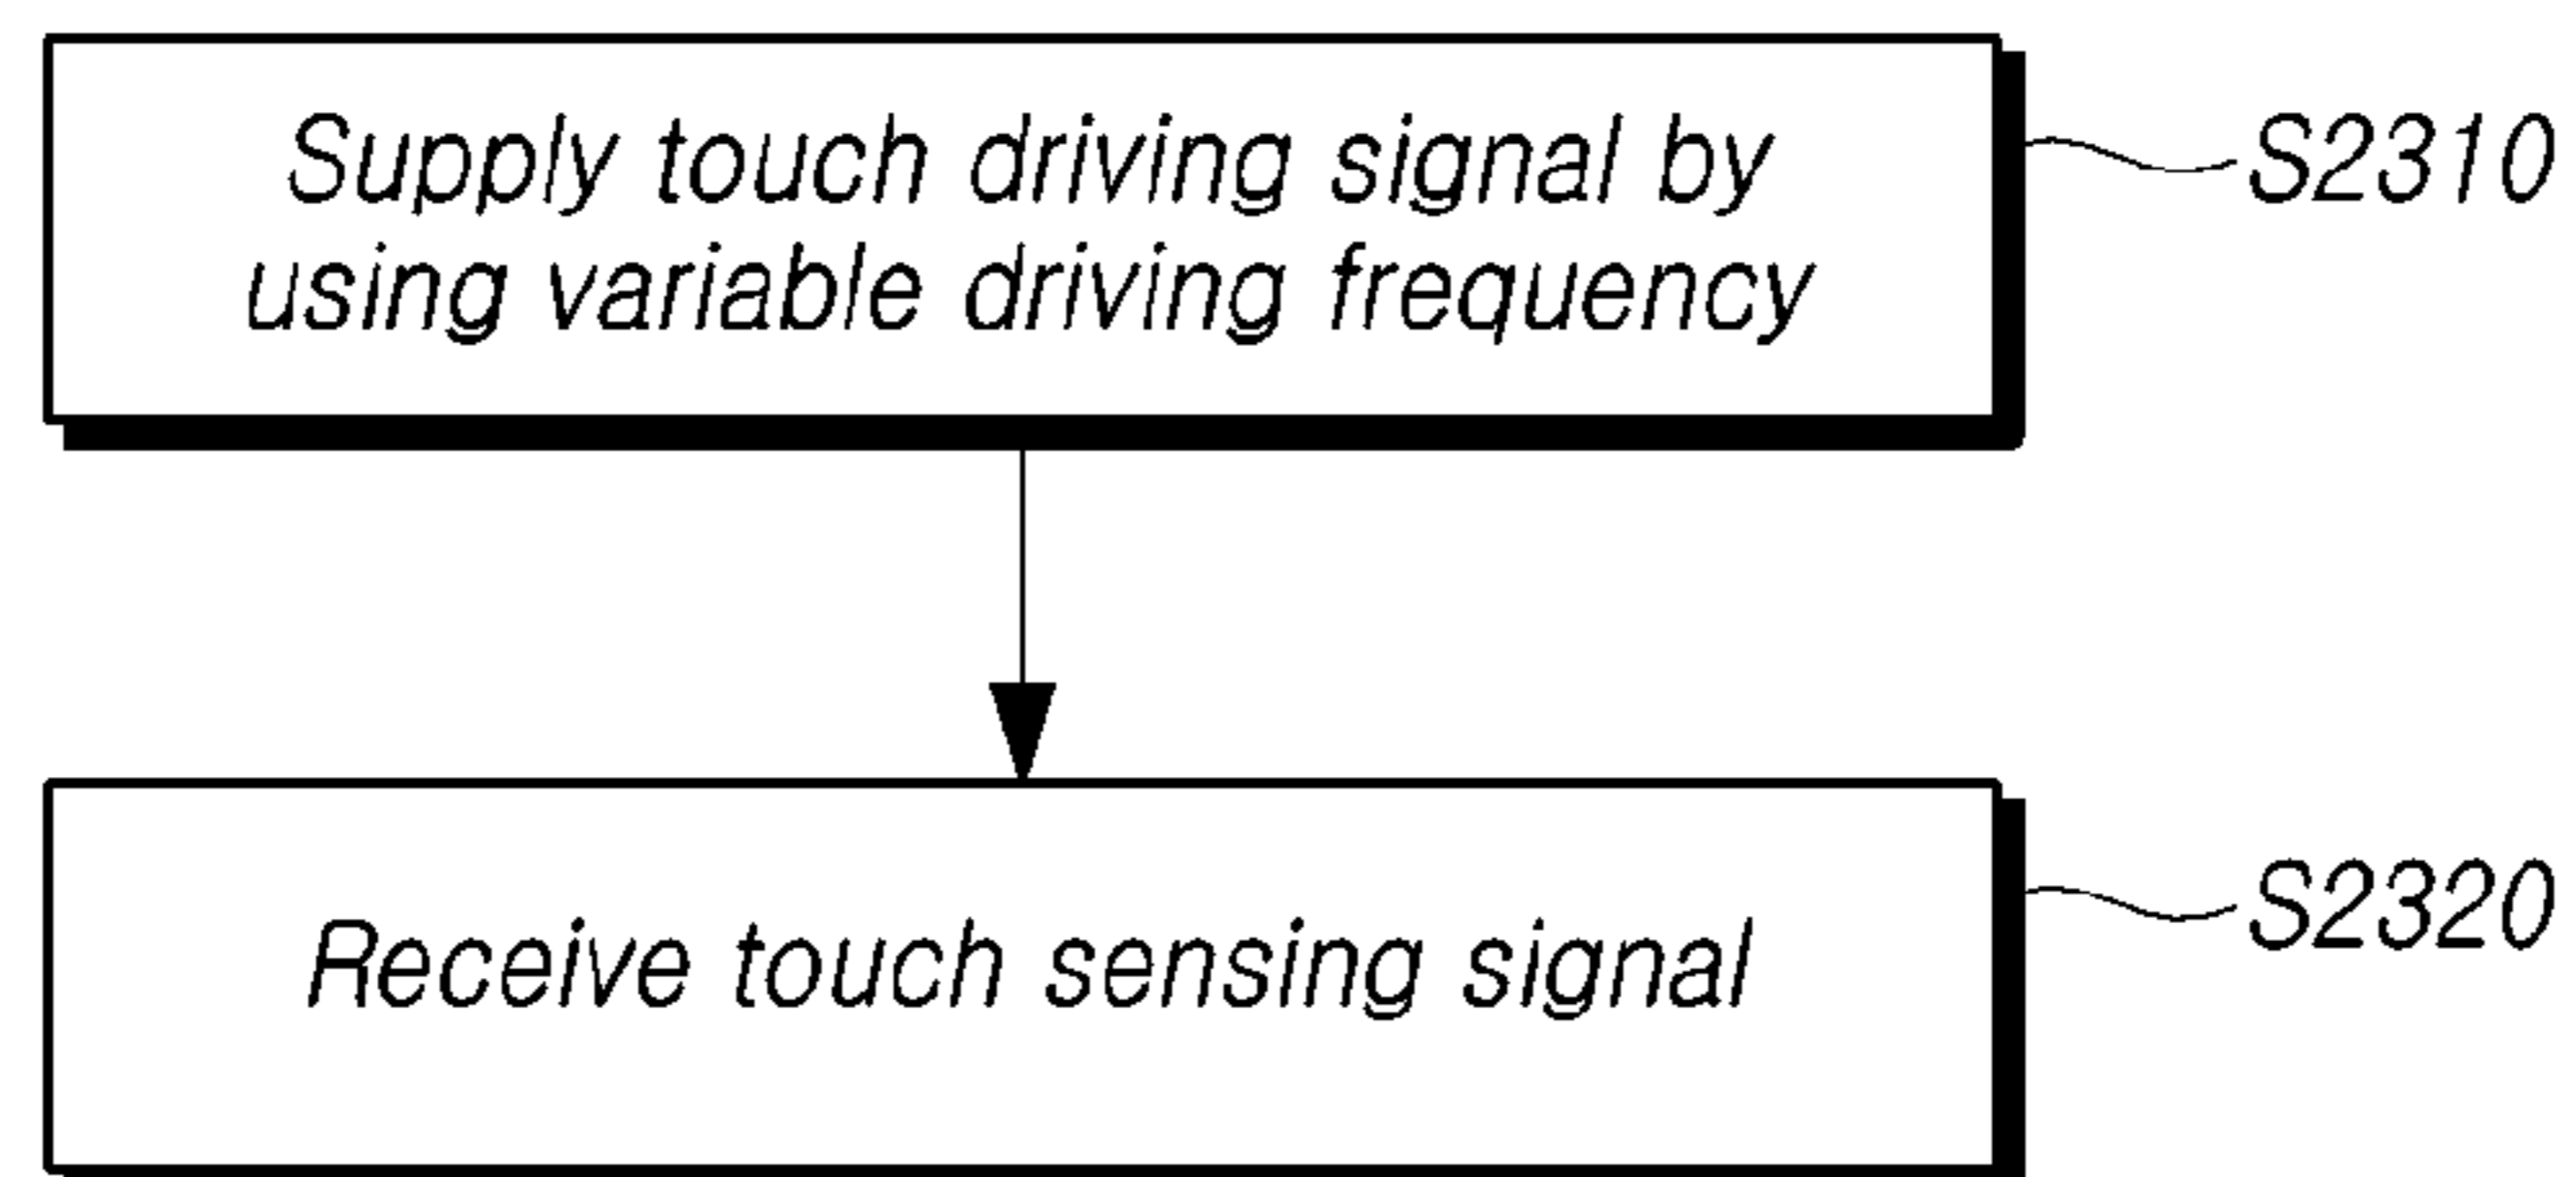 Supply touch driving signal by
using variable driving frequency
S2310
Receive touch sensing signal
S2320